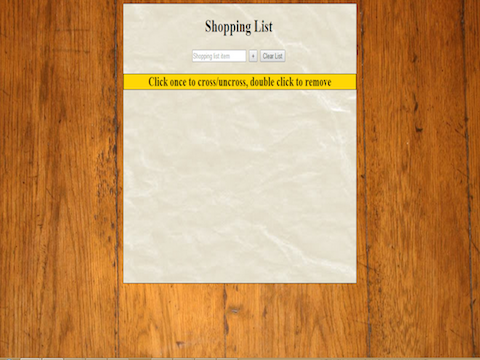 Shopping List
Shopping list item + Clear List
Click once to cross/uncross, double click to remove